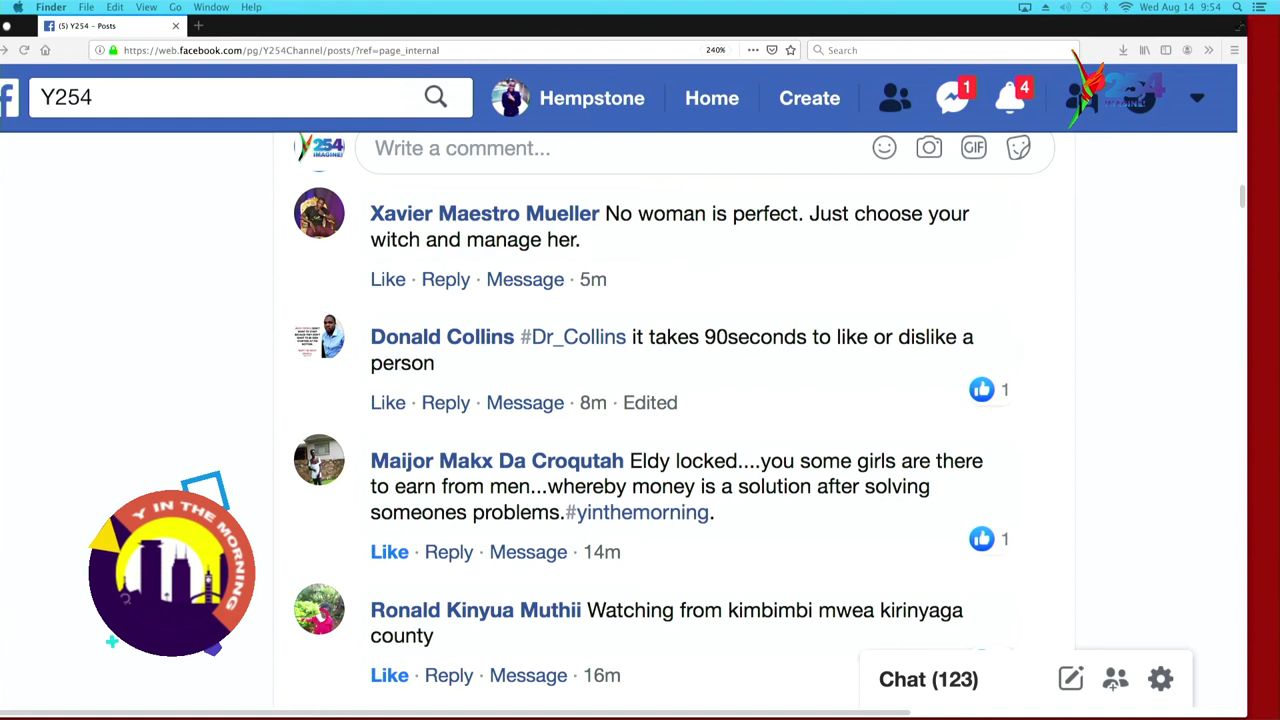 Finder File Edit View Go Window Help Wed Aug 14 9:54
(5) Y254 - Posts
https://web.facebook.com/pg/Y254Channel/posts/?ref=page_internal 240% Search
Y254 Hempstone Home Create 1 4 254
254 IMAGINE! Write a comment... GIF
Xavier Maestro Mueller No woman is perfect. Just choose your
witch and manage her.
Like · Reply · Message · 5m
Donald Collins #Dr_Collins it takes 90seconds to like or dislike a
person
1
Like · Reply · Message · 8m · Edited
Maijor Makx Da Croqutah Eldy locked....you some girls are there
to earn from men...whereby money is a solution after solving
someones problems.#yinthemorning.
1
Like · Reply · Message · 14m
Y IN THE MORNING
Ronald Kinyua Muthii Watching from kimbimbi mwea kirinyaga
county
Like · Reply · Message · 16m
Chat (123)